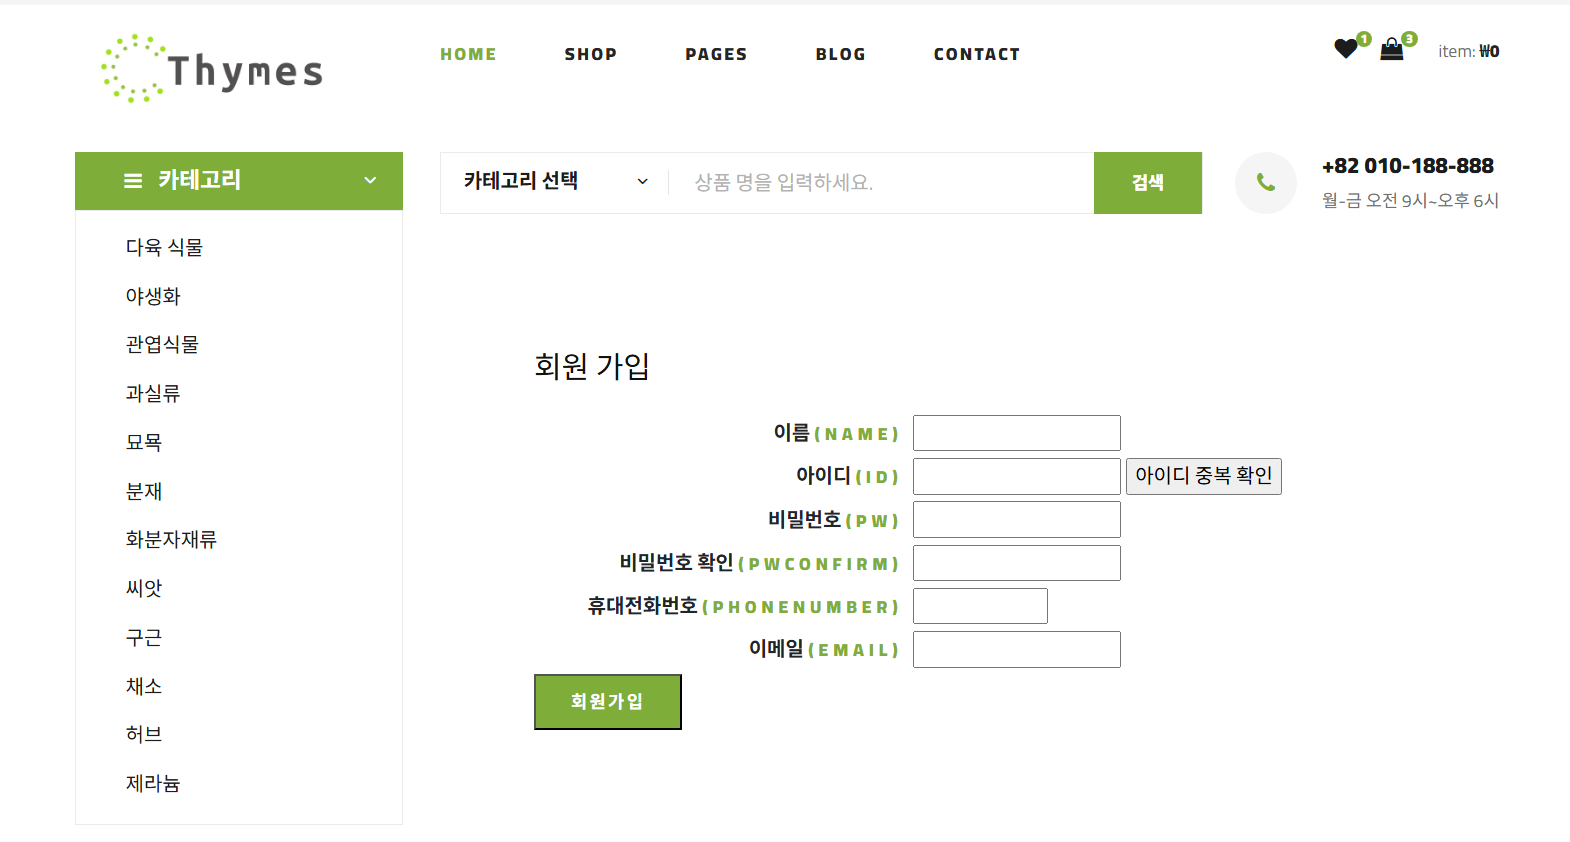 Thymes
HOME SHOP PAGES BLOG CONTACT
1 3 item: ₩0
카테고리
카테고리 선택 상품 명을 입력하세요. 검색
+82 010-188-888
월-금 오전 9시~오후 6시
다육 식물
야생화
관엽식물
과실류
묘목
분재
화분자재류
씨앗
구근
채소
허브
제라늄
회원 가입
이름(NAME)
아이디(ID) 아이디 중복 확인
비밀번호(PW)
비밀번호 확인(PWCONFIRM)
휴대전화번호(PHONENUMBER)
이메일(EMAIL)
회원가입